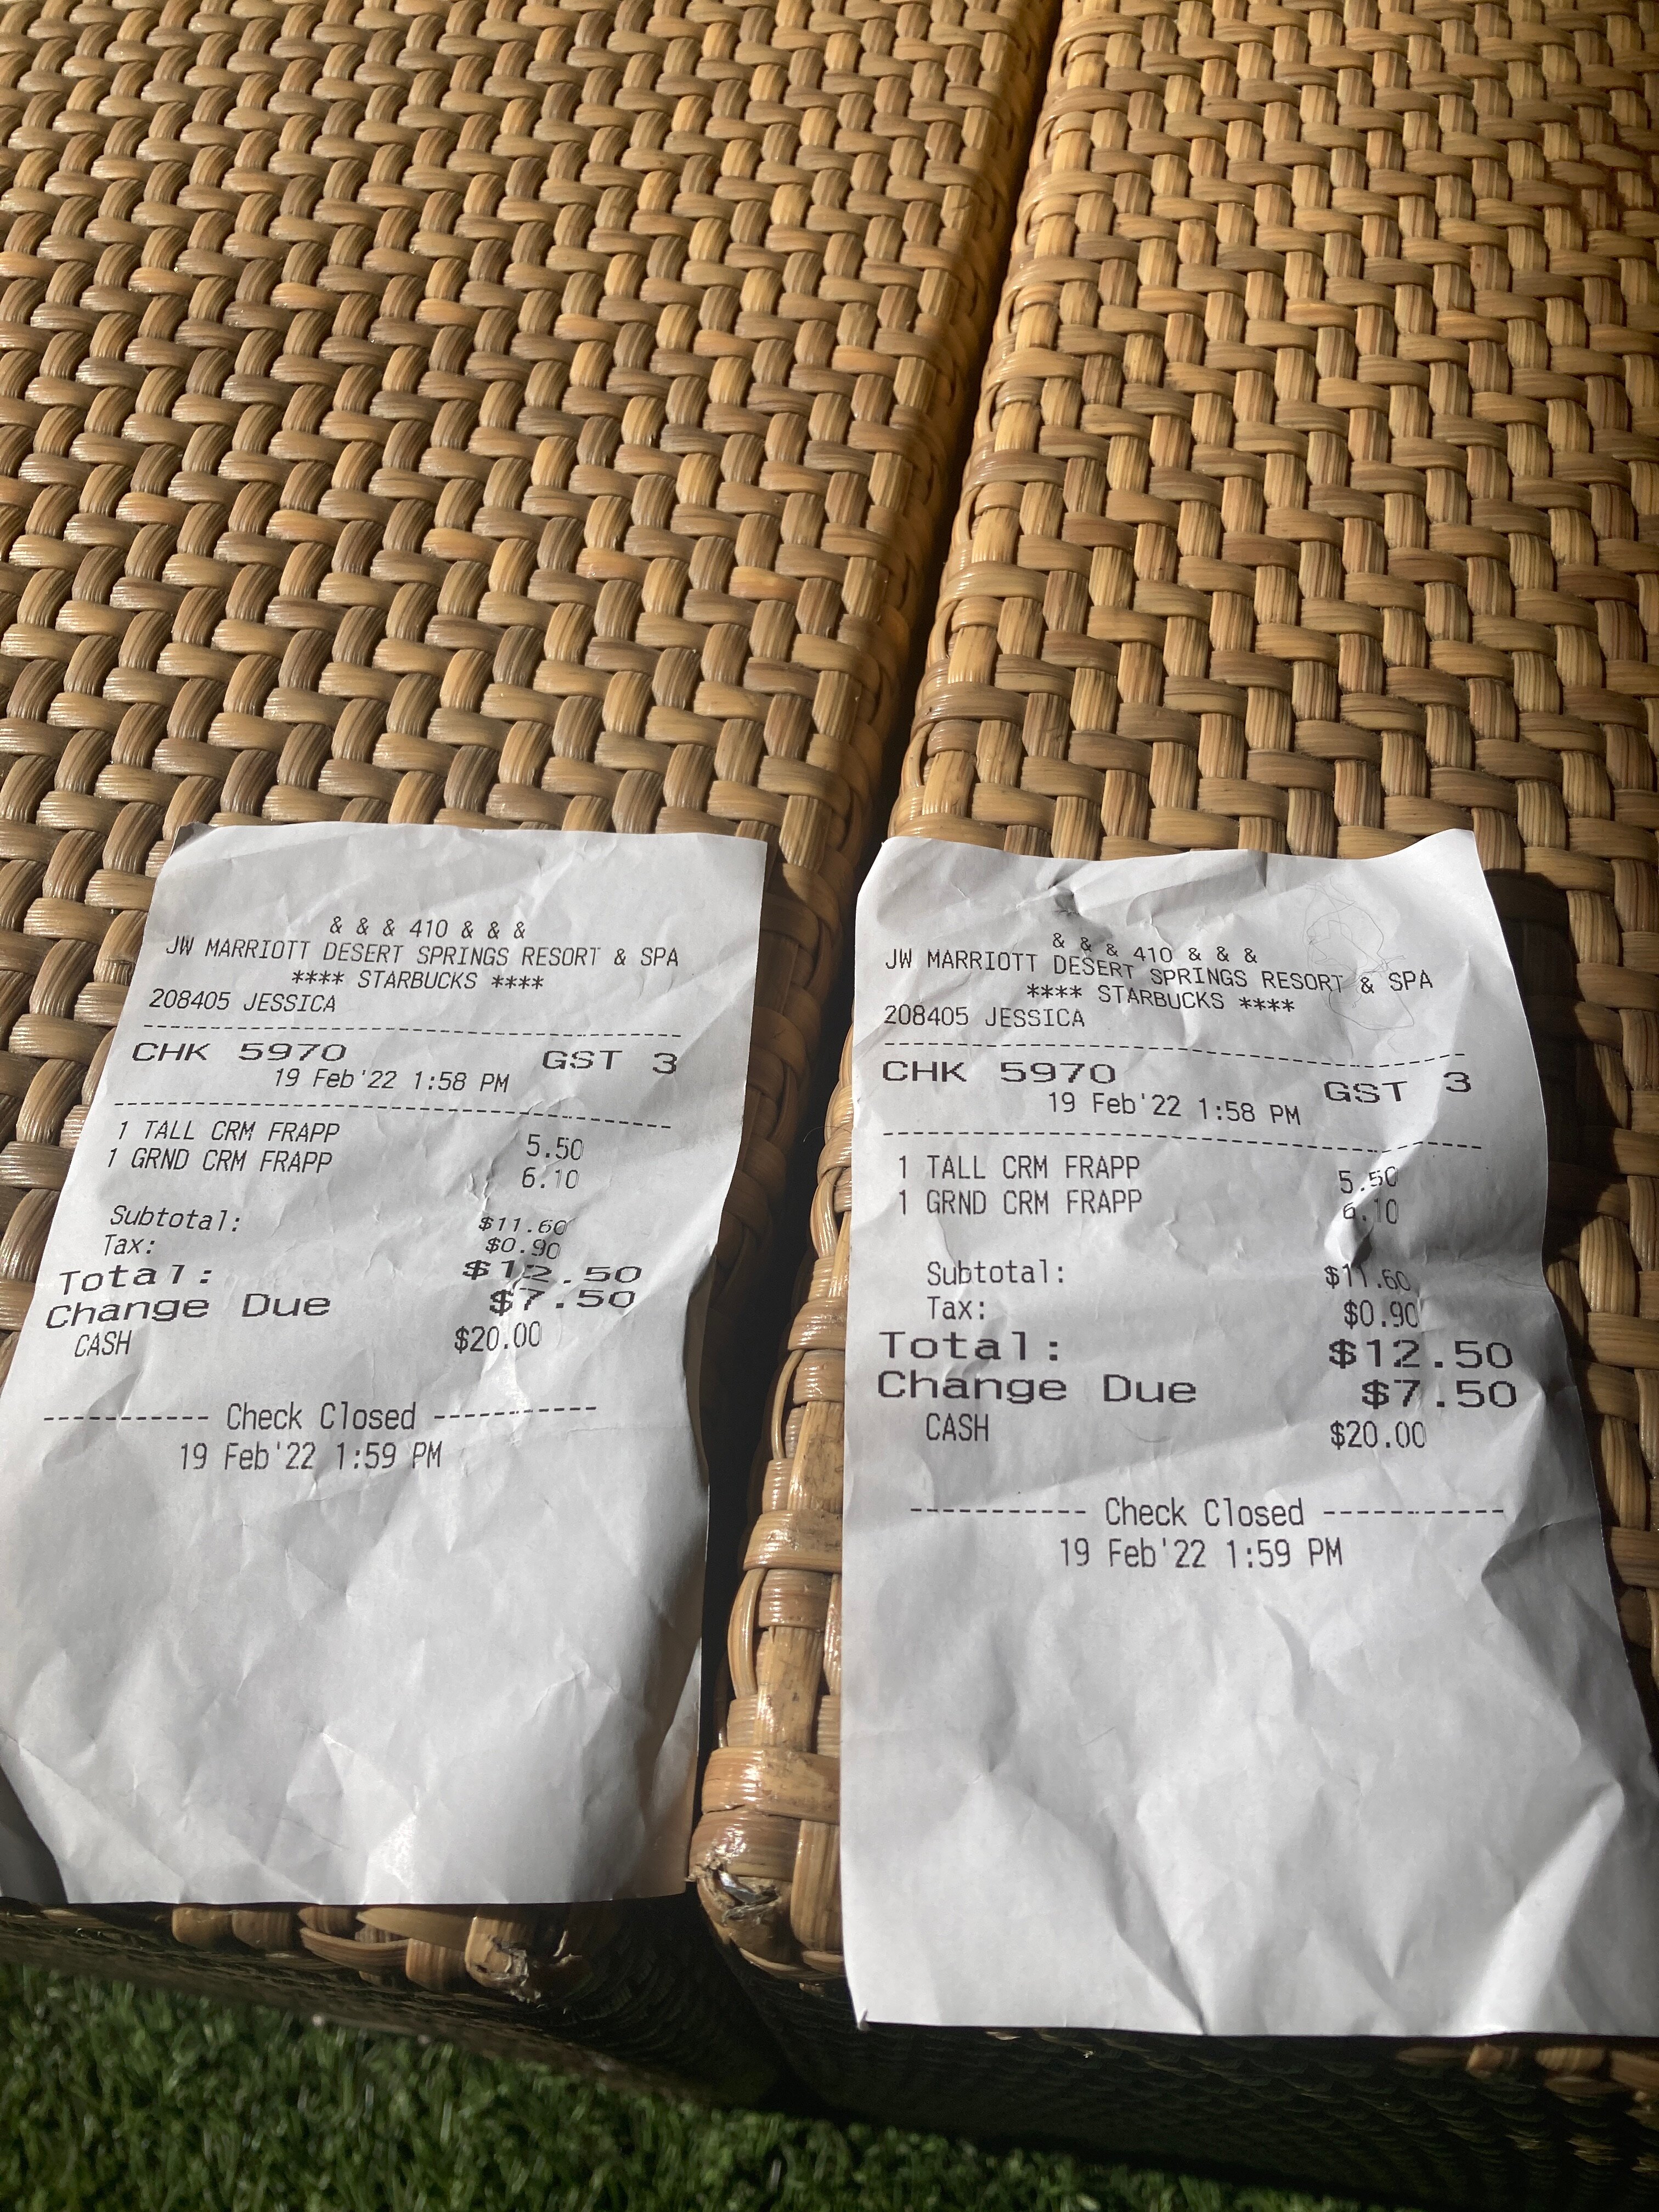 & & & 410 & & &
JW MARRIOTT DESERT SPRINGS RESORT & SPA
**** STARBUCKS ****
208405 JESSICA
CHK 5970 GST 3
19 Feb'22 1:58 PM
1 TALL CRM FRAPP 5.50
1 GRND CRM FRAPP 6.10
Subtotal: $11.60
Tax: $0.90
Total: $12.50
Change Due $7.50
CASH $20.00
----------- Check Closed -----------
19 Feb'22 1:59 PM
& & & 410 & & &
JW MARRIOTT DESERT SPRINGS RESORT & SPA
**** STARBUCKS ****
208405 JESSICA
CHK 5970 GST 3
19 Feb'22 1:58 PM
1 TALL CRM FRAPP 5.50
1 GRND CRM FRAPP 6.10
Subtotal: $11.60
Tax: $0.90
Total: $12.50
Change Due $7.50
CASH $20.00
----------- Check Closed -----------
19 Feb'22 1:59 PM